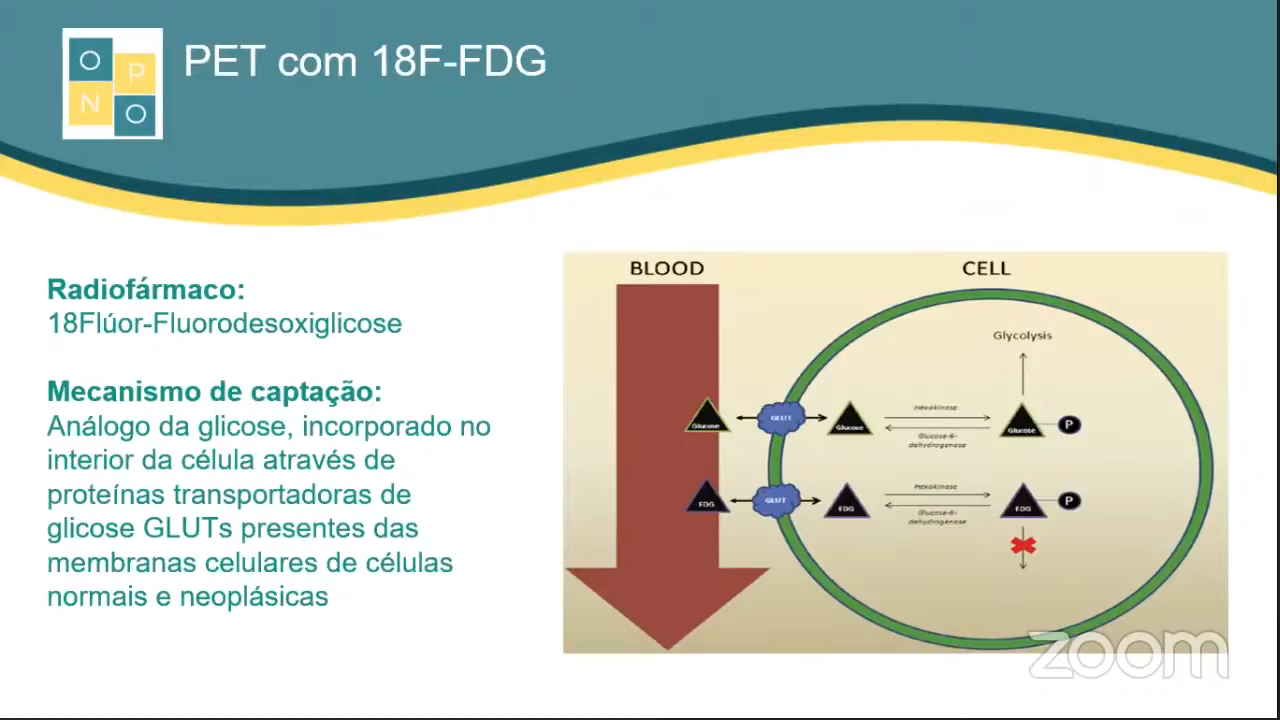 O
P
N
O
PET com 18F-FDG
Radiofármaco:
18Flúor-Fluorodesoxiglicose
Mecanismo de captação:
Análogo da glicose, incorporado no
interior da célula através de
proteínas transportadoras de
glicose GLUTs presentes das
membranas celulares de células
normais e neoplásicas
BLOOD
CELL
Glycolysis
Glucose
GLUT
Glucose
Hexokinase
Glucose-6-
dehydrogenase
Glucose
P
FDG
GLUT
FDG
Hexokinase
Glucose-6-
dehydrogenase
FDG
P
zoom